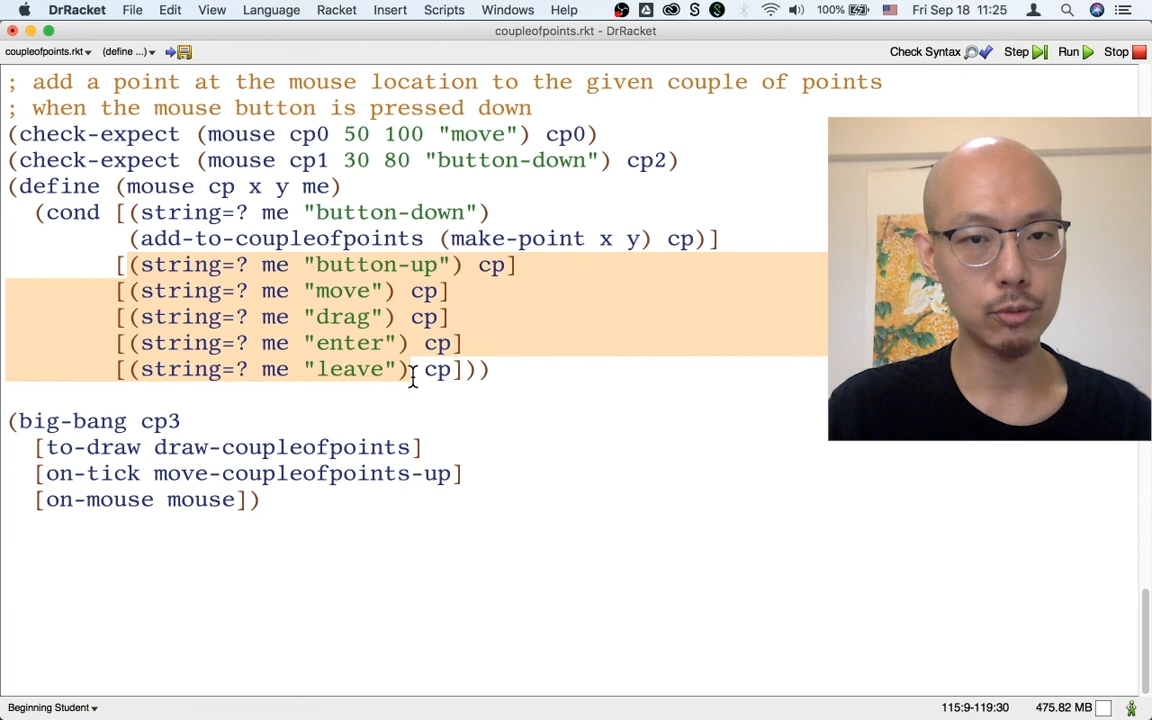 DrRacket File Edit View Language Racket Insert Scripts Windows Help S S 100% Fri Sep 18 11:25
coupleofpoints.rkt - DrRacket
coupleofpoints.rkt (define ...) Check Syntax Step Run Stop
; add a point at the mouse location to the given couple of points
; when the mouse button is pressed down
(check-expect (mouse cp0 50 100 "move") cp0)
(check-expect (mouse cp1 30 80 "button-down") cp2)
(define (mouse cp x y me)
(cond [(string=? me "button-down")
(add-to-coupleofpoints (make-point x y) cp)]
[(string=? me "button-up") cp]
[(string=? me "move") cp]
[(string=? me "drag") cp]
[(string=? me "enter") cp]
[(string=? me "leave") cp]))
(big-bang cp3
[to-draw draw-coupleofpoints]
[on-tick move-coupleofpoints-up]
[on-mouse mouse])
Beginning Student 115:9-119:30 475.82 MB